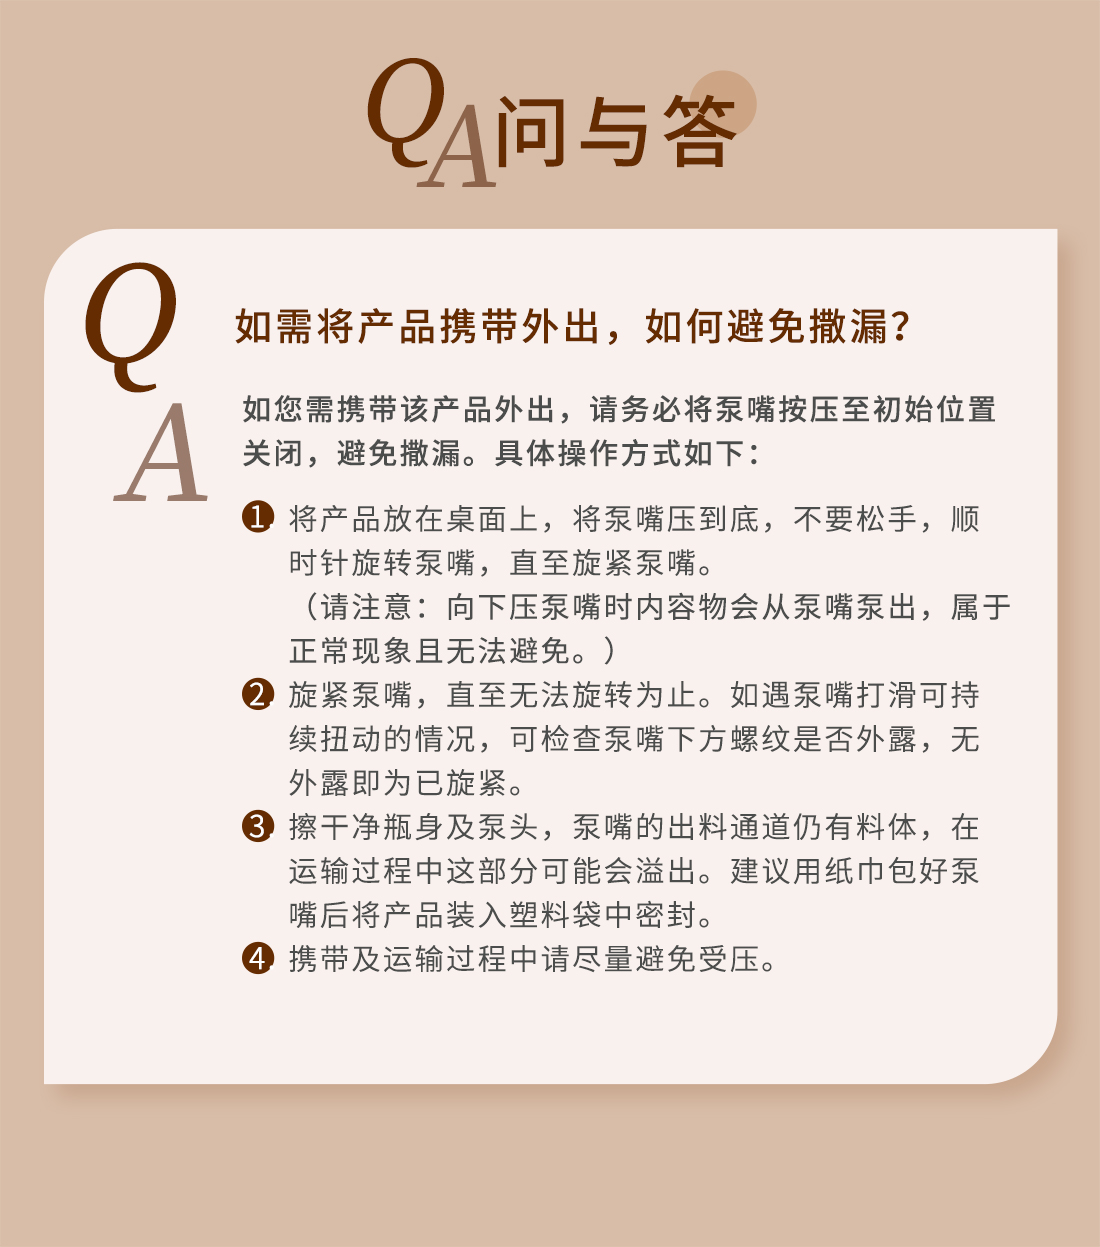 QA问与答
Q
如需将产品携带外出，如何避免撒漏？
A
如您需携带该产品外出，请务必将泵嘴按压至初始位置
关闭，避免撒漏。具体操作方式如下：
1. 将产品放在桌面上，将泵嘴压到底，不要松手，顺
时针旋转泵嘴，直至旋紧泵嘴。
（请注意：向下压泵嘴时内容物会从泵嘴泵出，属于
正常现象且无法避免。）
2. 旋紧泵嘴，直至无法旋转为止。如遇泵嘴打滑可持
续扭动的情况，可检查泵嘴下方螺纹是否外露，无
外露即为已旋紧。
3. 擦干净瓶身及泵头，泵嘴的出料通道仍有料体，在
运输过程中这部分可能会溢出。建议用纸巾包好泵
嘴后将产品装入塑料袋中密封。
4. 携带及运输过程中请尽量避免受压。